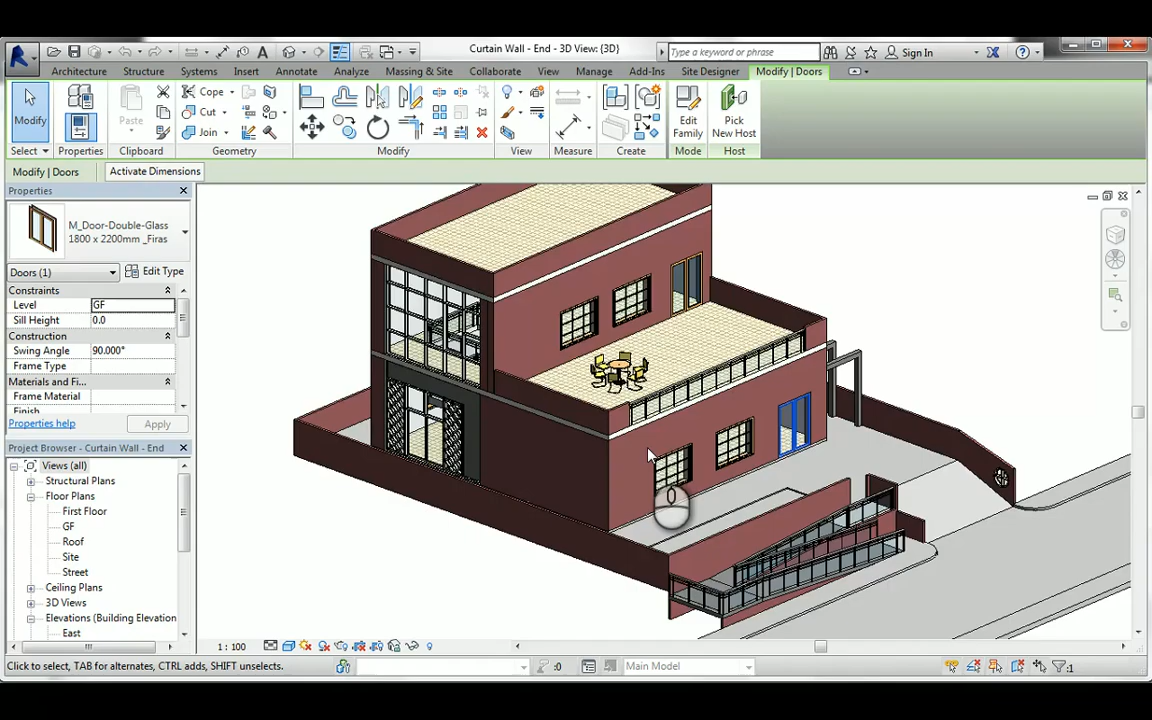 Curtain Wall - End - 3D View: {3D}
Type a keyword or phrase
Sign In
Architecture Structure Systems Insert Annotate Analyze Massing & Site Collaborate View Manage Add-Ins Site Designer Modify | Doors
Modify
Paste
Cope
Cut
Join
Edit Family
Pick New Host
Select Properties Clipboard Geometry Modify View Measure Create Mode Host
Modify | Doors Activate Dimensions
Properties
M_Door-Double-Glass
1800 x 2200mm _Firas
Doors (1) Edit Type
Constraints
Level GF
Sill Height 0.0
Construction
Swing Angle 90.000°
Frame Type
Materials and Fi...
Frame Material
Finish
Properties help Apply
Project Browser - Curtain Wall - End
Views (all)
Structural Plans
Floor Plans
First Floor
GF
Roof
Site
Street
Ceiling Plans
3D Views
Elevations (Building Elevation
East
1 : 100
Click to select, TAB for alternates, CTRL adds, SHIFT unselects.
:0
Main Model
:1